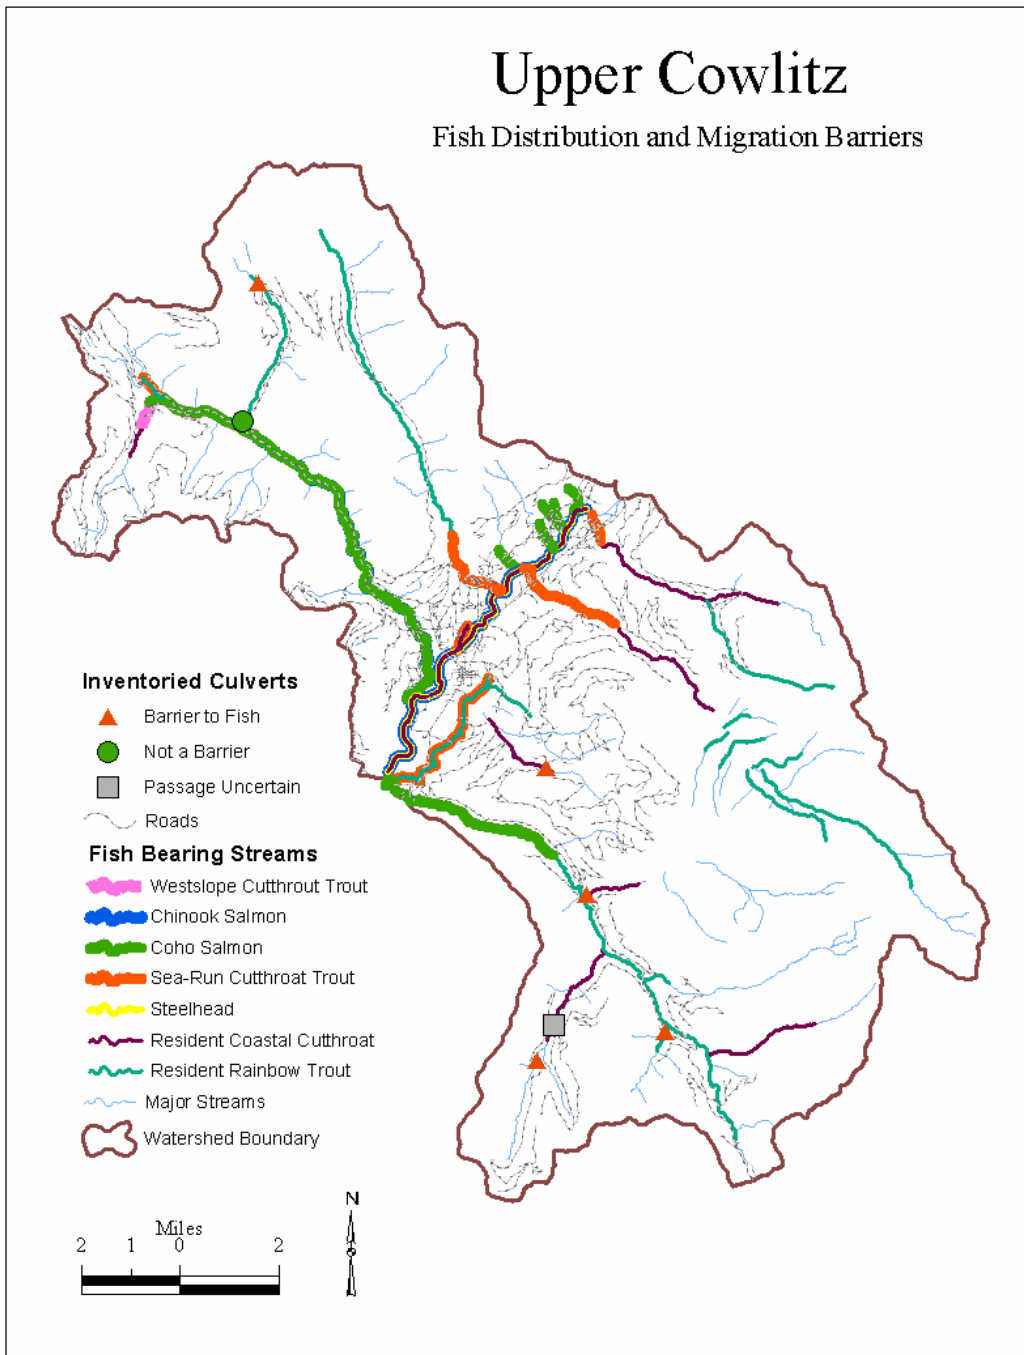 Upper Cowlitz
Fish Distribution and Migration Barriers
Inventoried Culverts
Barrier to Fish
Not a Barrier
Passage Uncertain
Roads
Fish Bearing Streams
Westslope Cutthrout Trout
Chinook Salmon
Coho Salmon
Sea-Run Cutthroat Trout
Steelhead
Resident Coastal Cutthroat
Resident Rainbow Trout
Major Streams
Watershed Boundary
N
Miles
2 1 0 2